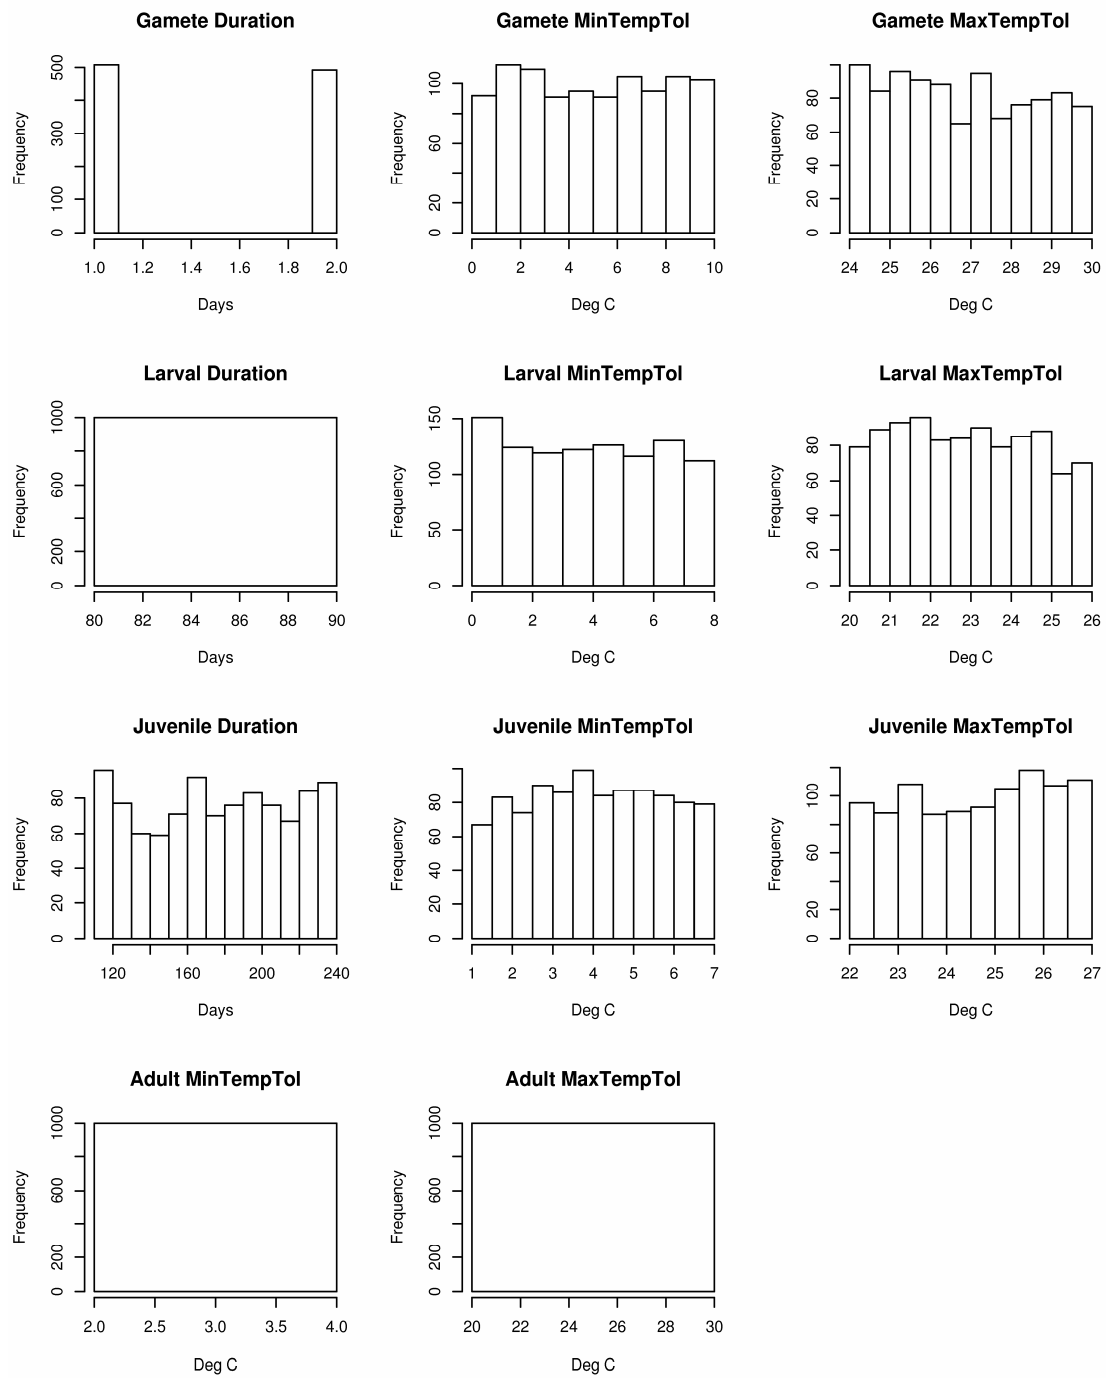 Gamete Duration
Frequency
0 100 300 500
1.0 1.2 1.4 1.6 1.8 2.0
Days
Gamete MinTempTol
Frequency
0 20 60 100
0 2 4 6 8 10
Deg C
Gamete MaxTempTol
Frequency
0 20 40 60 80
24 25 26 27 28 29 30
Deg C
Larval Duration
Frequency
0 200 600 1000
80 82 84 86 88 90
Days
Larval MinTempTol
Frequency
0 50 100 150
0 2 4 6 8
Deg C
Larval MaxTempTol
Frequency
0 20 40 60 80
20 21 22 23 24 25 26
Deg C
Juvenile Duration
Frequency
0 20 40 60 80
120 160 200 240
Days
Juvenile MinTempTol
Frequency
0 20 40 60 80
1 2 3 4 5 6 7
Deg C
Juvenile MaxTempTol
Frequency
0 20 60 100
22 23 24 25 26 27
Deg C
Adult MinTempTol
Frequency
0 200 600 1000
2.0 2.5 3.0 3.5 4.0
Deg C
Adult MaxTempTol
Frequency
0 200 600 1000
20 22 24 26 28 30
Deg C